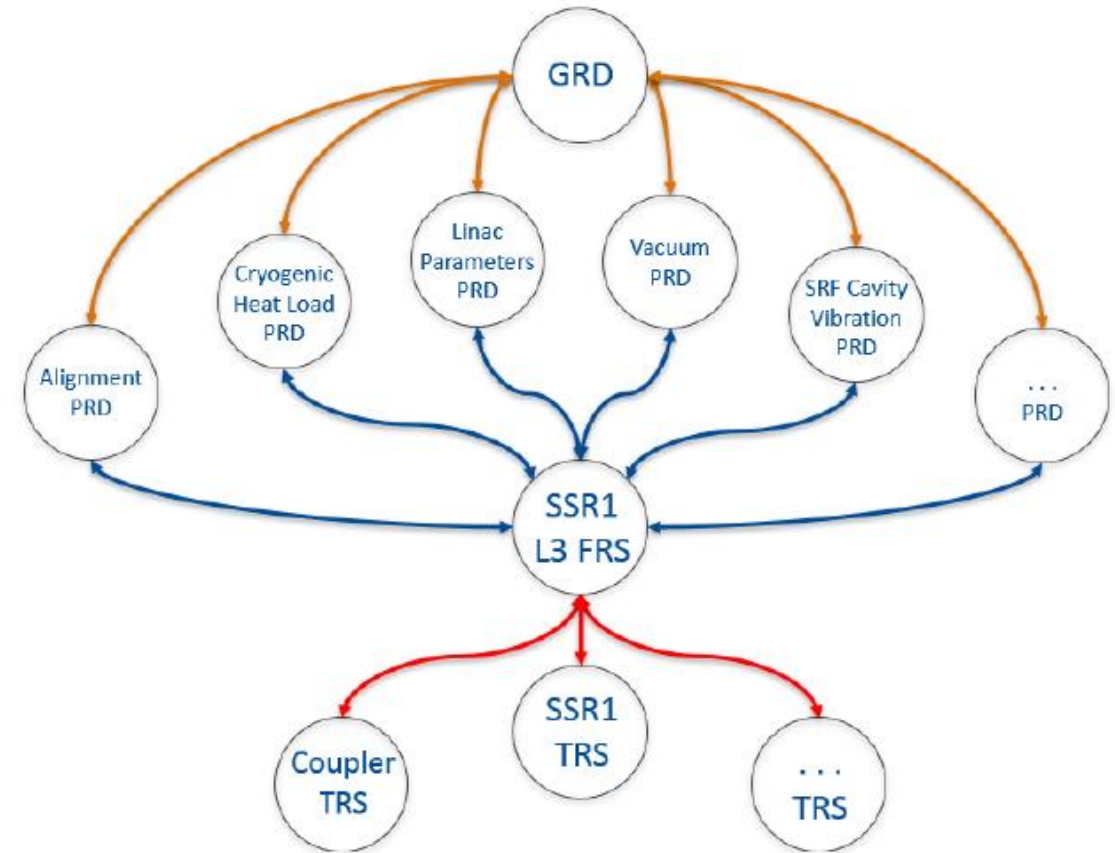 GRD
Linac
Parameters
PRD
Vacuum
PRD
Cryogenic
Heat Load
PRD
SRF Cavity
Vibration
PRD
Alignment
PRD
. . .
PRD
SSR1
L3 FRS
SSR1
TRS
Coupler
TRS
. . .
TRS